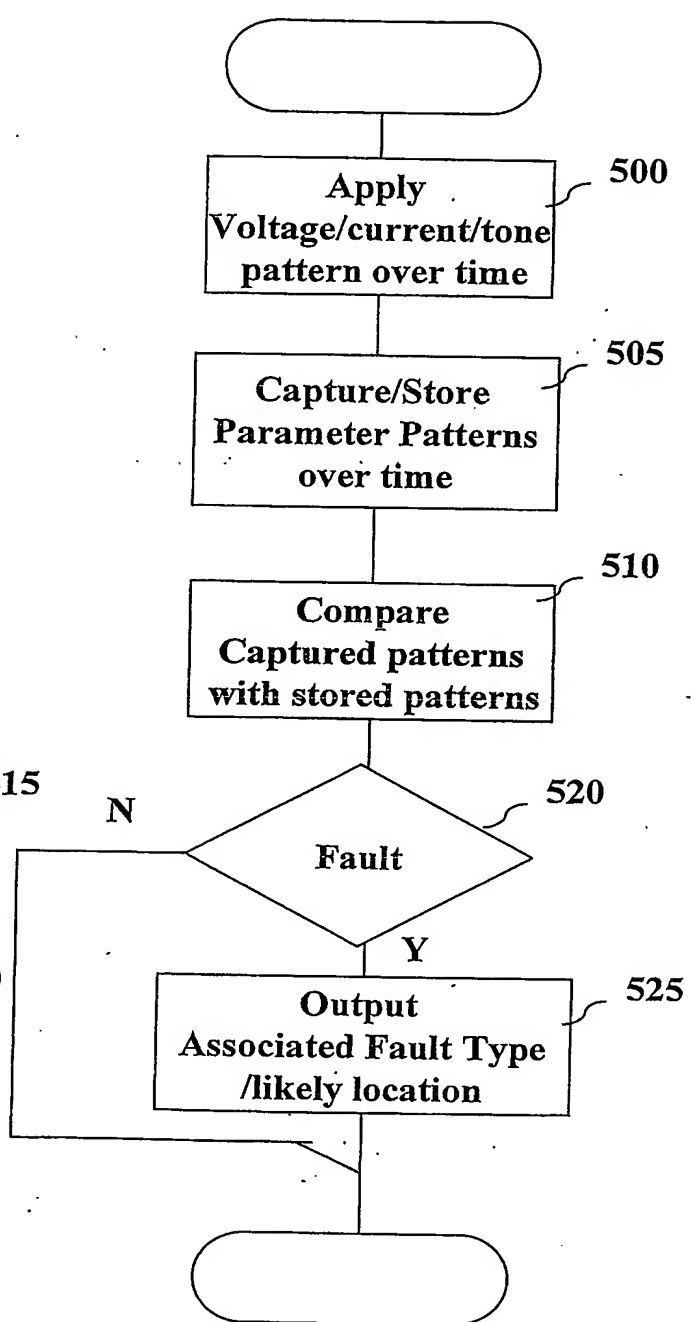 500
Apply
Voltage/current/tone
pattern over time
505
Capture/Store
Parameter Patterns
over time
510
Compare
Captured patterns
with stored patterns
15
N
520
Fault
Y
525
Output
Associated Fault Type
/likely location